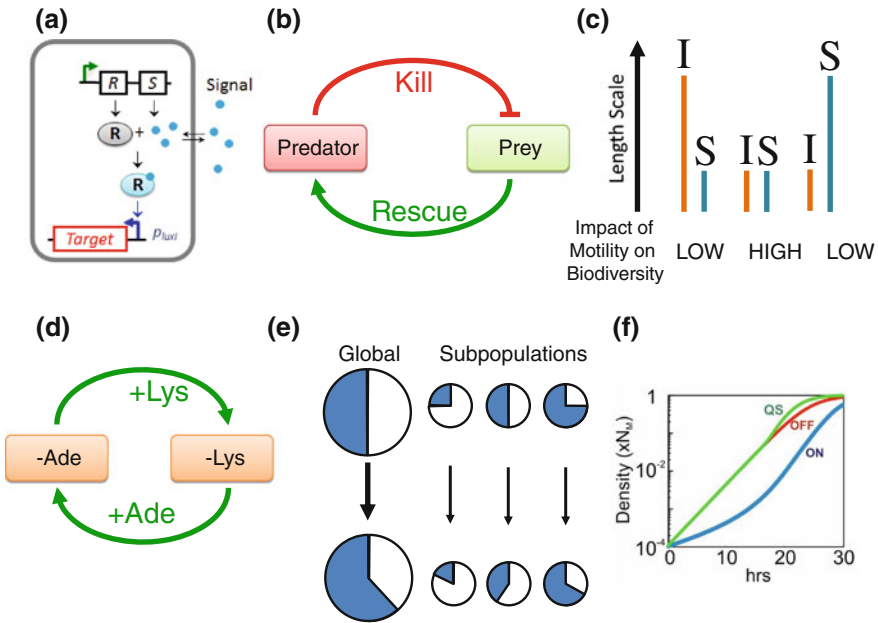 (a)
R S
Signal
R +
R
Target
pluxI
(b)
Kill
Predator
Prey
Rescue
(c)
Length Scale
I
S
I S
I
S
Impact of
Motility on
Biodiversity
LOW
HIGH
LOW
(d)
+Lys
-Ade
-Lys
+Ade
(e)
Global
Subpopulations
(f)
Density (xNM)
1
10-2
10-4
QS
OFF
ON
0
10
20
30
hrs